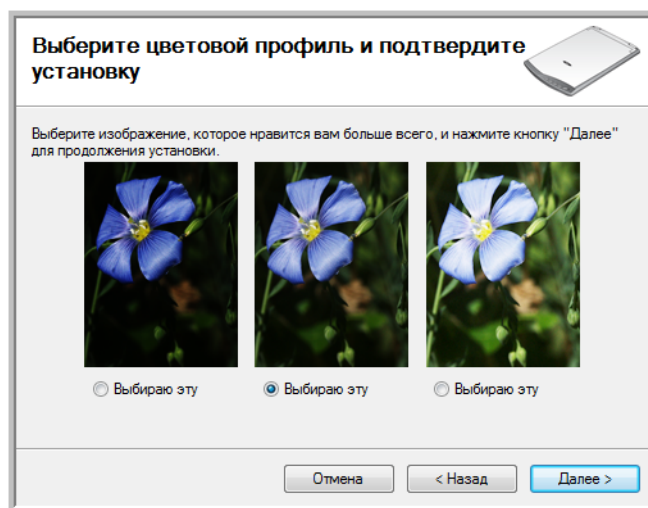 Выберите цветовой профиль и подтвердите
установку
Выберите изображение, которое нравится вам больше всего, и нажмите кнопку "Далее"
для продолжения установки.
Выбираю эту
Выбираю эту
Выбираю эту
Отмена
< Назад
Далее >